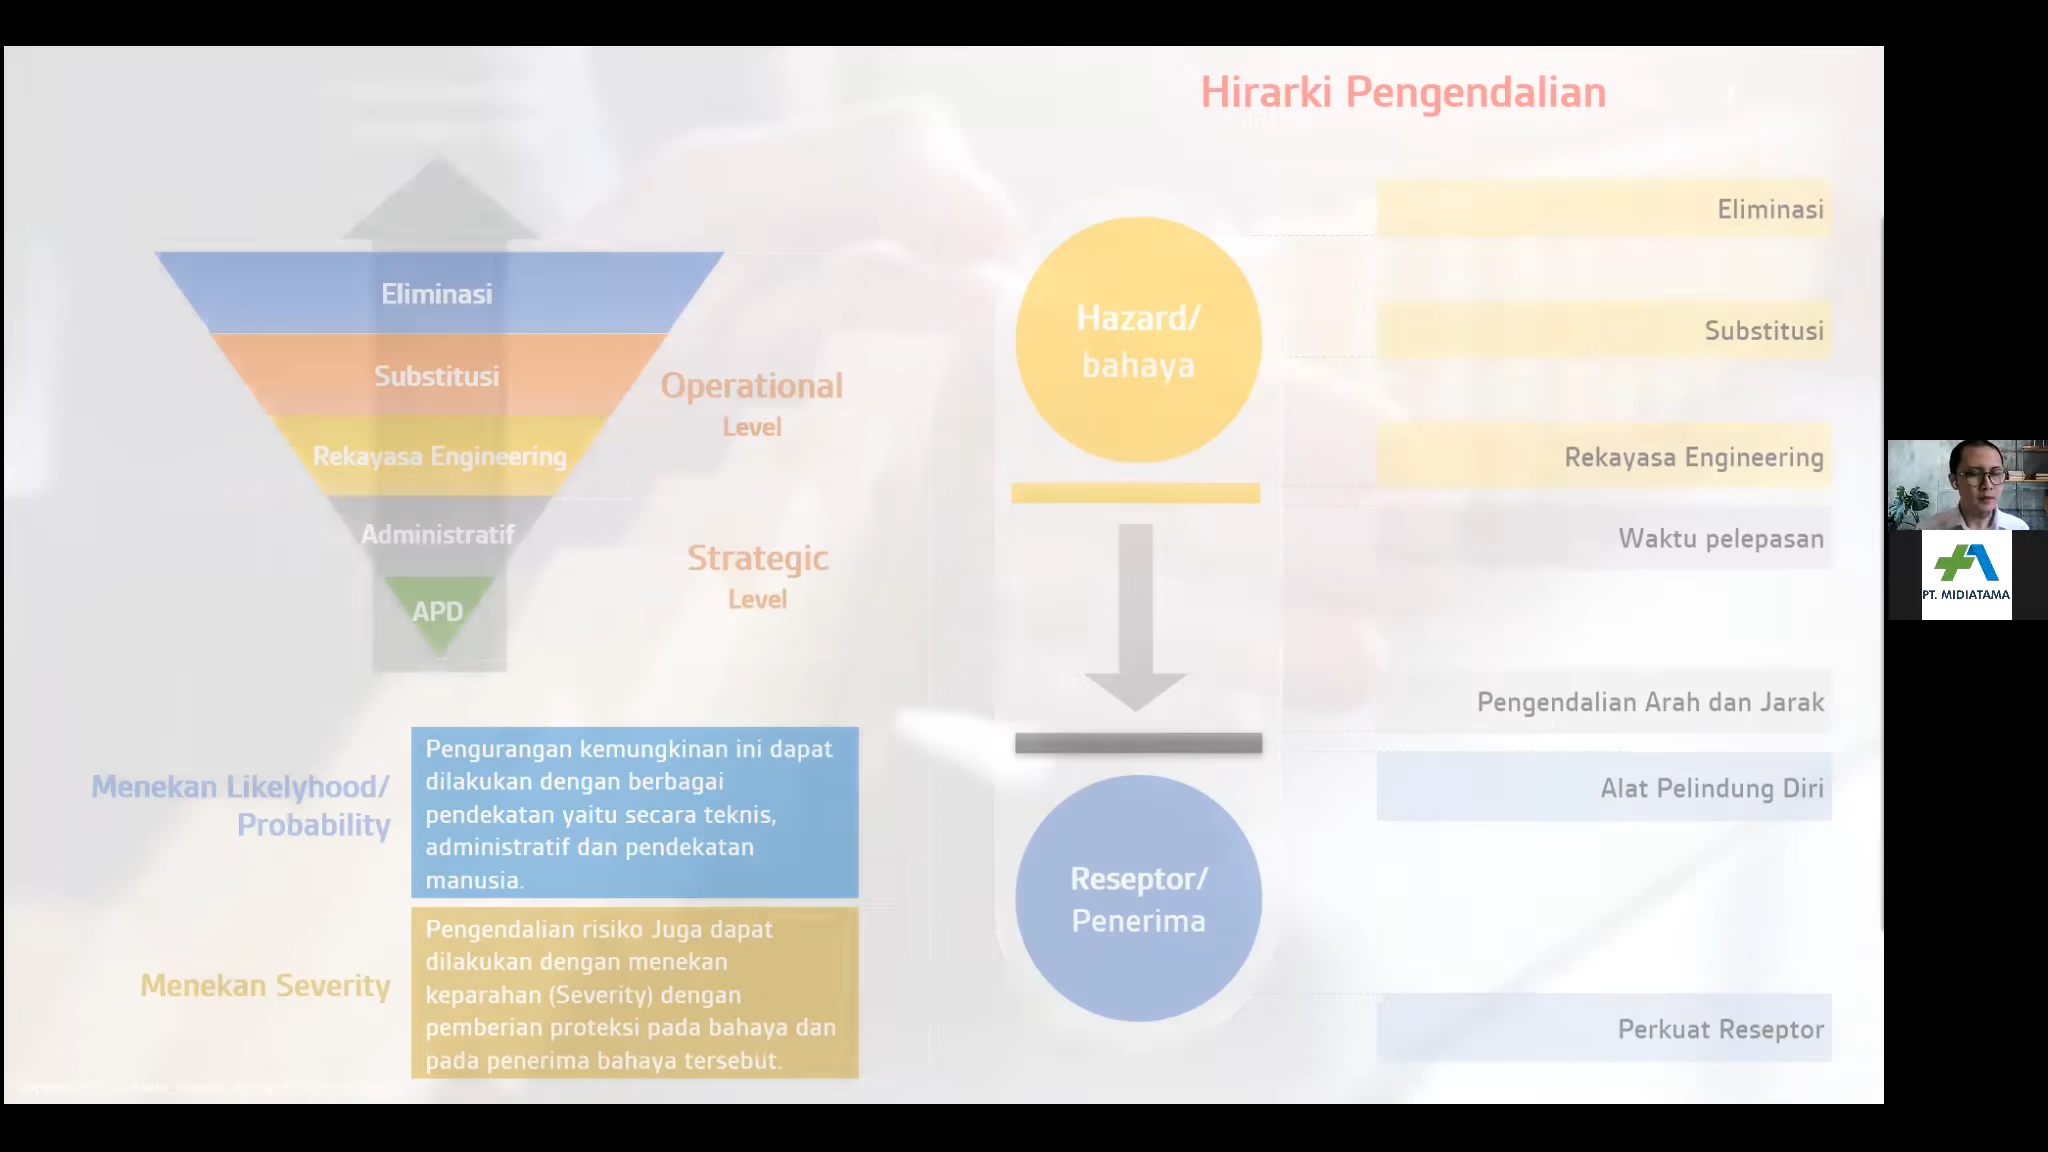 Hirarki Pengendalian
Eliminasi
Substitusi
Rekayasa Engineering
Administratif
APD
Operational
Level
Strategic
Level
Menekan Likelyhood/
Probability
Pengurangan kemungkinan ini dapat
dilakukan dengan berbagai
pendekatan yaitu secara teknis,
administratif dan pendekatan
manusia.
Menekan Severity
Pengendalian risiko Juga dapat
dilakukan dengan menekan
keparahan (Severity) dengan
pemberian proteksi pada bahaya dan
pada penerima bahaya tersebut.
Hazard/
bahaya
Reseptor/
Penerima
Eliminasi
Substitusi
Rekayasa Engineering
Waktu pelepasan
Pengendalian Arah dan Jarak
Alat Pelindung Diri
Perkuat Reseptor
PT. MIDIATAMA